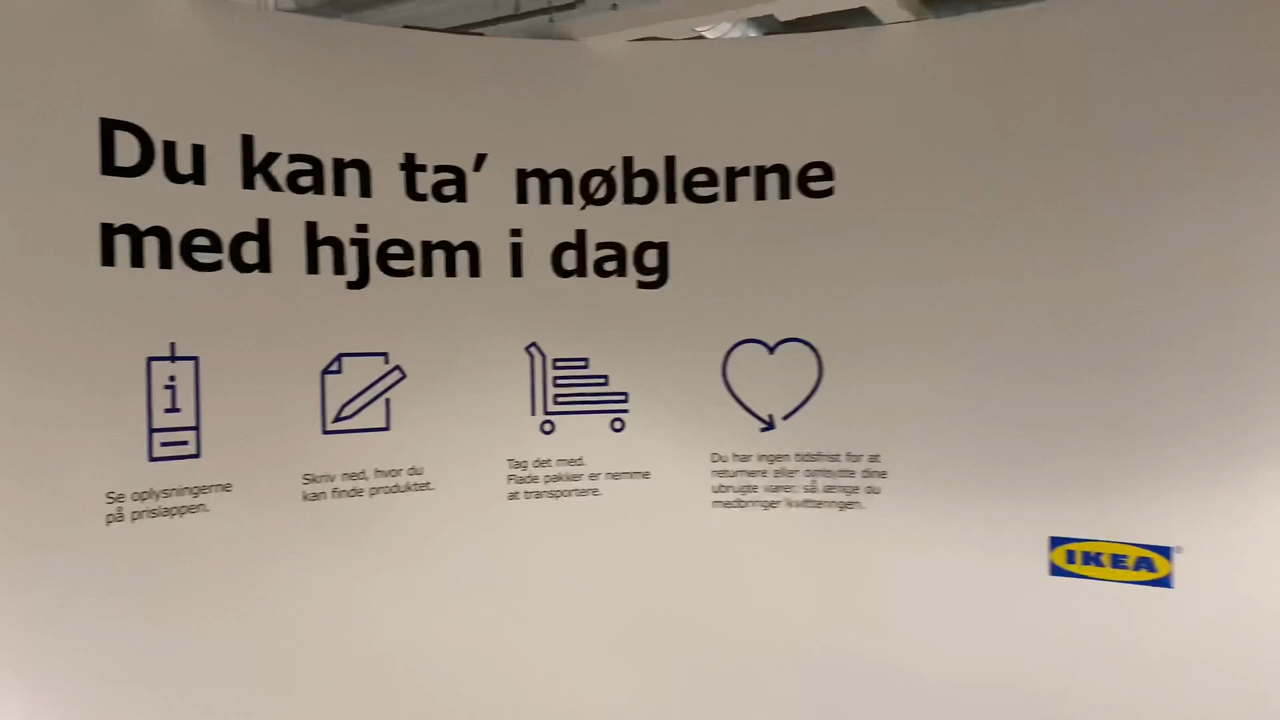 Du kan ta’ møblerne
med hjem i dag
i
Se oplysningerne
på prislappen.
Skriv ned, hvor du
kan finde produktet.
Tag det med.
Flade pakker er nemme
at transportere.
Du har ingen tidsfrist for at
returnere eller ombytte dine
ubrugte varer, så længe du
medbringer kvitteringen.
IKEA